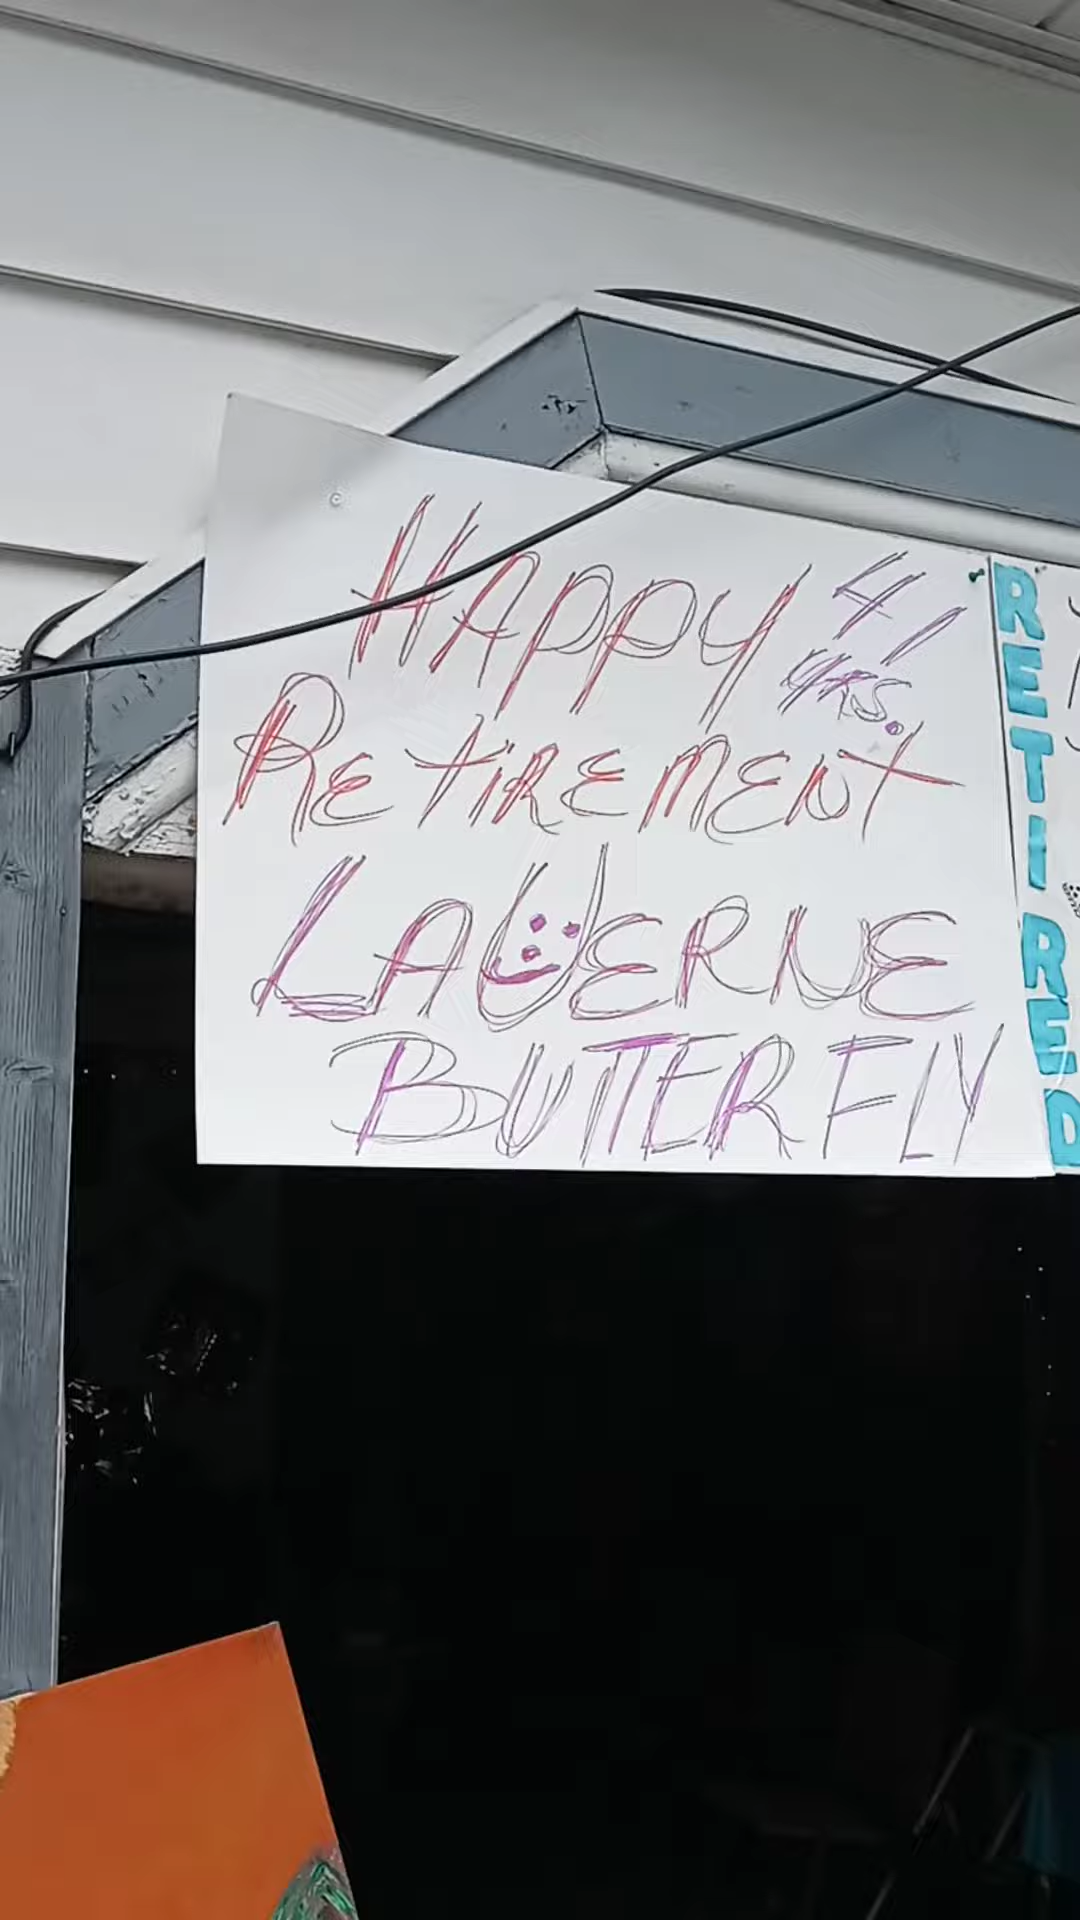 HAPPY 41
yrs.
RETIREMENT
LAVERNE
BUTTERFLY
RETIRED